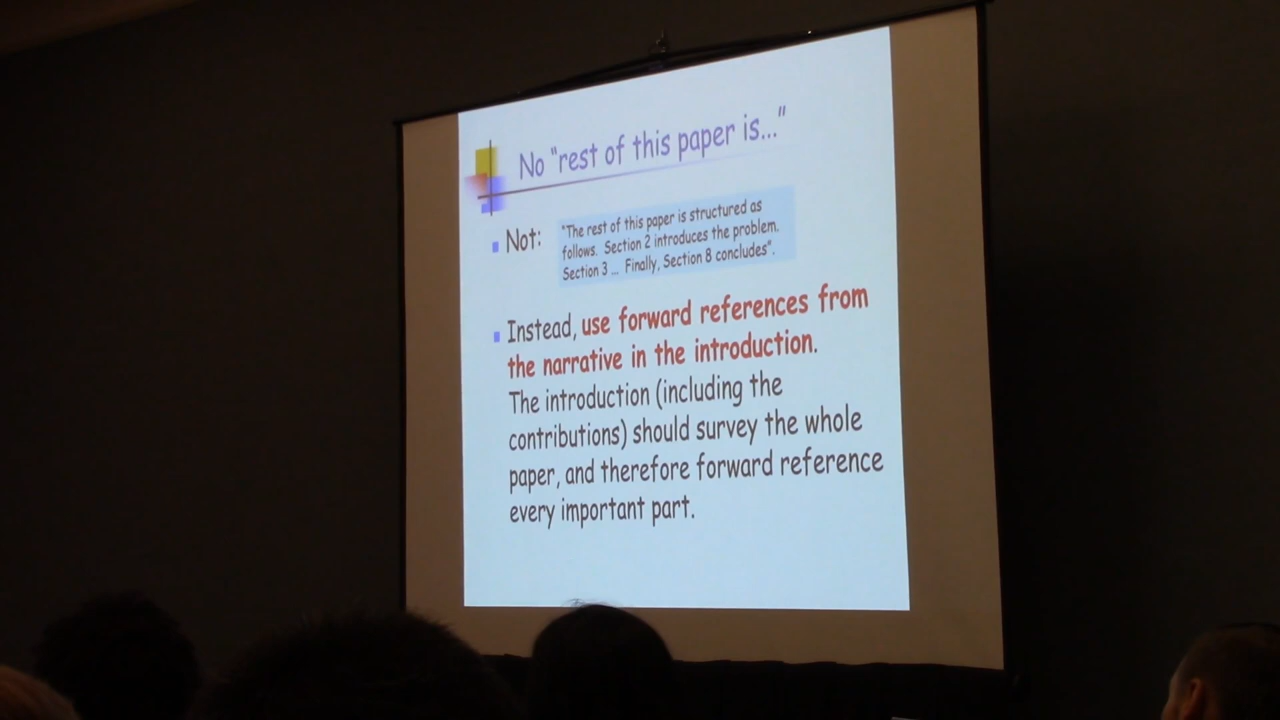 No “rest of this paper is...”
Not:
“The rest of this paper is structured as
follows. Section 2 introduces the problem.
Section 3 ... Finally, Section 8 concludes”.
Instead, use forward references from
the narrative in the introduction.
The introduction (including the
contributions) should survey the whole
paper, and therefore forward reference
every important part.